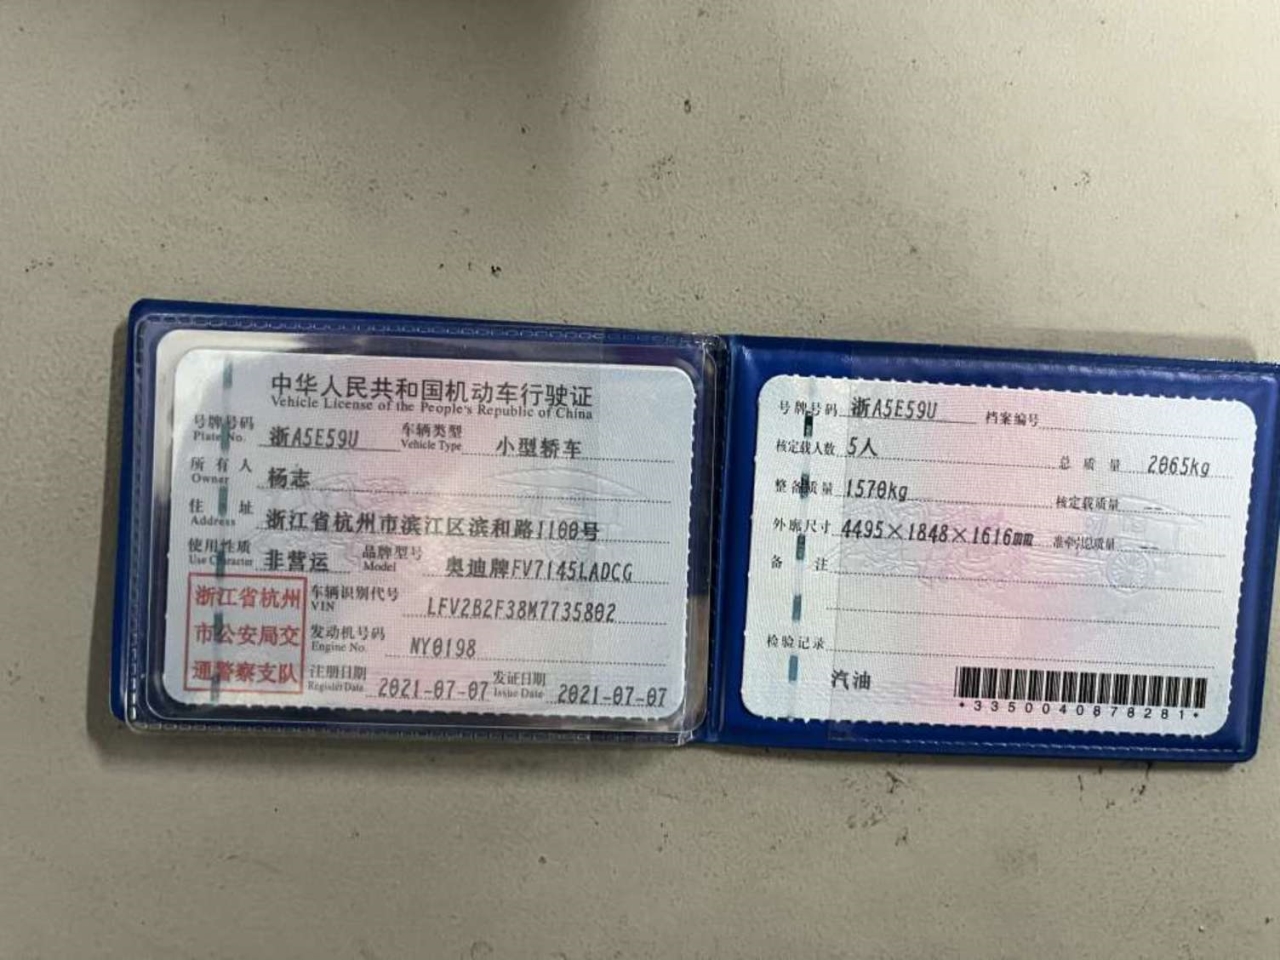 中华人民共和国机动车行驶证
Vehicle License of the People's Republic of China
号牌号码 浙A5E59U 车辆类型 小型轿车
Plate No. Vehicle Type
所有人 杨志
Owner
住址 浙江省杭州市滨江区滨和路1100号
Address
使用性质 非营运 品牌型号 奥迪牌FV7145LADCG
Use Character Model
浙江省杭州
市公安局交
通警察支队
车辆识别代号 LFV2B2F38M7735802
VIN
发动机号码 NY0198
Engine No.
注册日期 2021-07-07 发证日期 2021-07-07
Register Date Issue Date
号牌号码 浙A5E59U 档案编号
核定载人数 5人 总质量 2065kg
整备质量 1570kg 核定载质量 --
外廓尺寸 4495×1848×1616mm 准牵引总质量 --
备注
检验记录
汽油
*3350040878281*